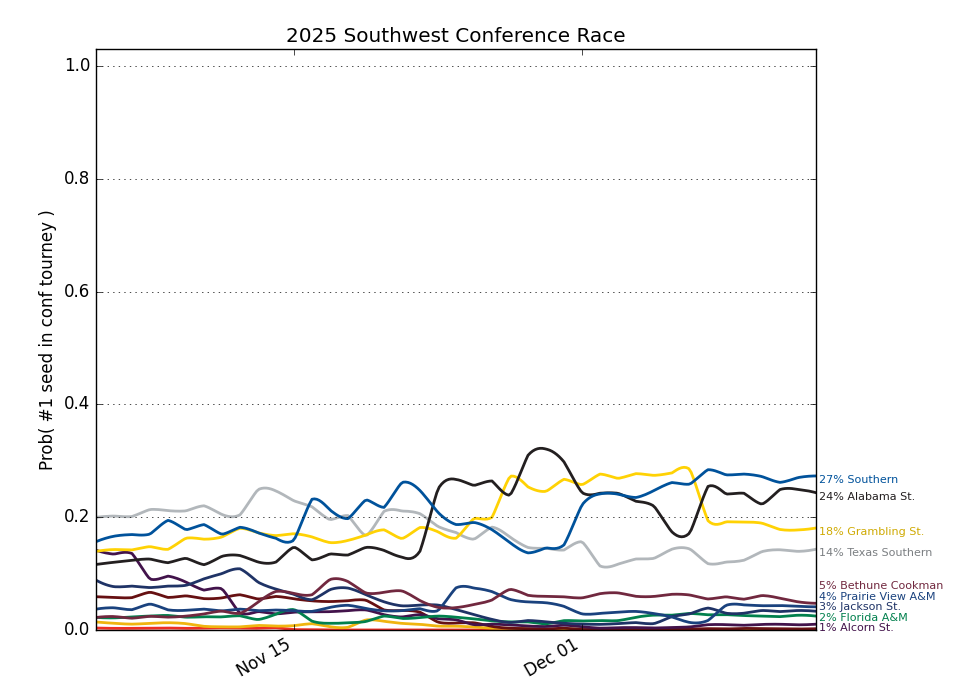 2025 Southwest Conference Race
Prob( #1 seed in conf tourney )
1.0
0.8
0.6
0.4
0.2
0.0
Nov 15
Dec 01
27% Southern
24% Alabama St.
18% Grambling St.
14% Texas Southern
5% Bethune Cookman
4% Prairie View A&M
3% Jackson St.
2% Florida A&M
1% Alcorn St.